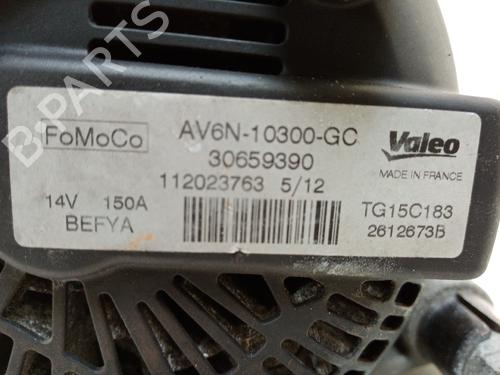 B-PARTS
FoMoCo
AV6N-10300-GC
30659390
112023763 5/12
14V 150A
BEFYA
Valeo
MADE IN FRANCE
TG15C183
2612673B